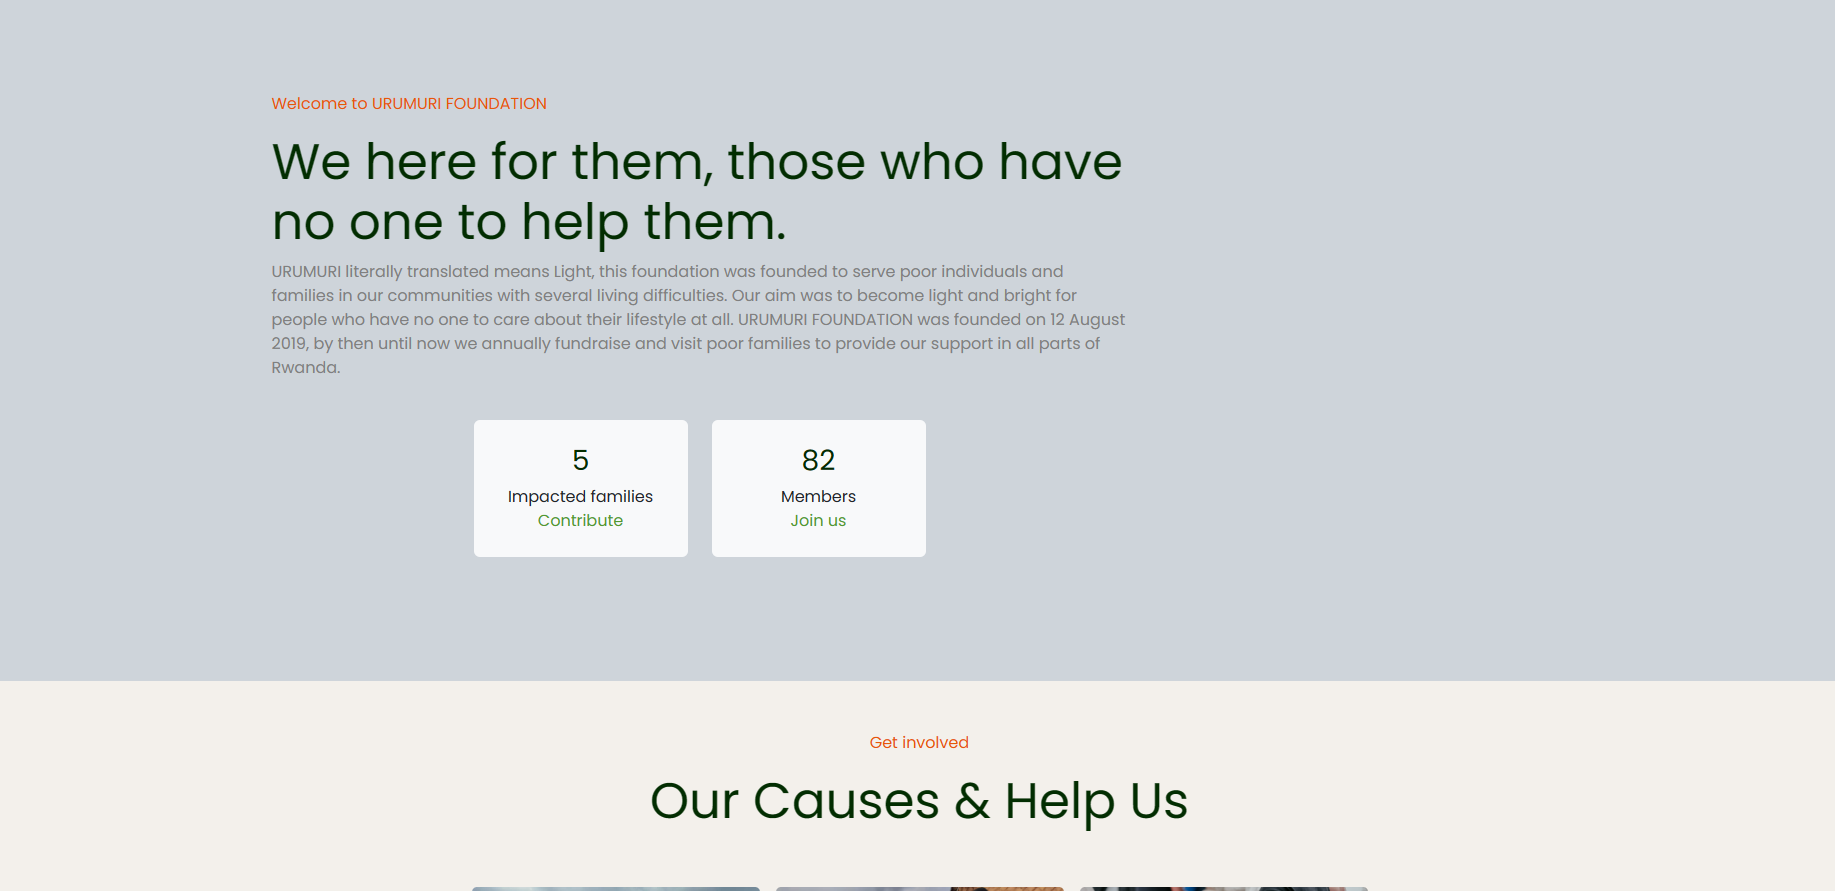 Welcome to URUMURI FOUNDATION
We here for them, those who have
no one to help them.
URUMURI literally translated means Light, this foundation was founded to serve poor individuals and
families in our communities with several living difficulties. Our aim was to become light and bright for
people who have no one to care about their lifestyle at all. URUMURI FOUNDATION was founded on 12 August
2019, by then until now we annually fundraise and visit poor families to provide our support in all parts of
Rwanda.
5
Impacted families
Contribute
82
Members
Join us
Get involved
Our Causes & Help Us